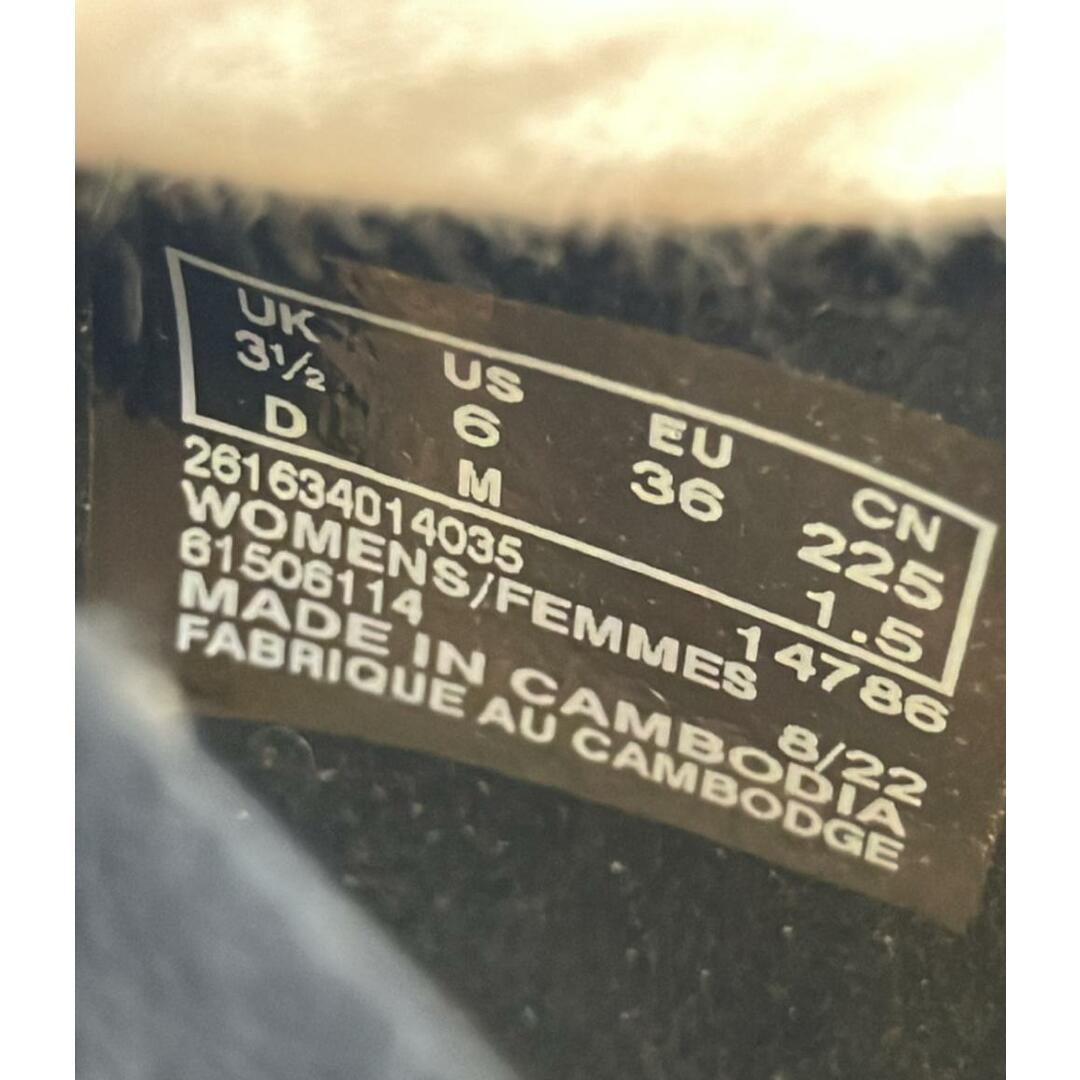 UK US EU CN
3½ 6 36 225
D M 1.5
261634014035 14786
WOMENS/FEMMES
61506114 8/22
MADE IN CAMBODIA
FABRIQUE AU CAMBODGE